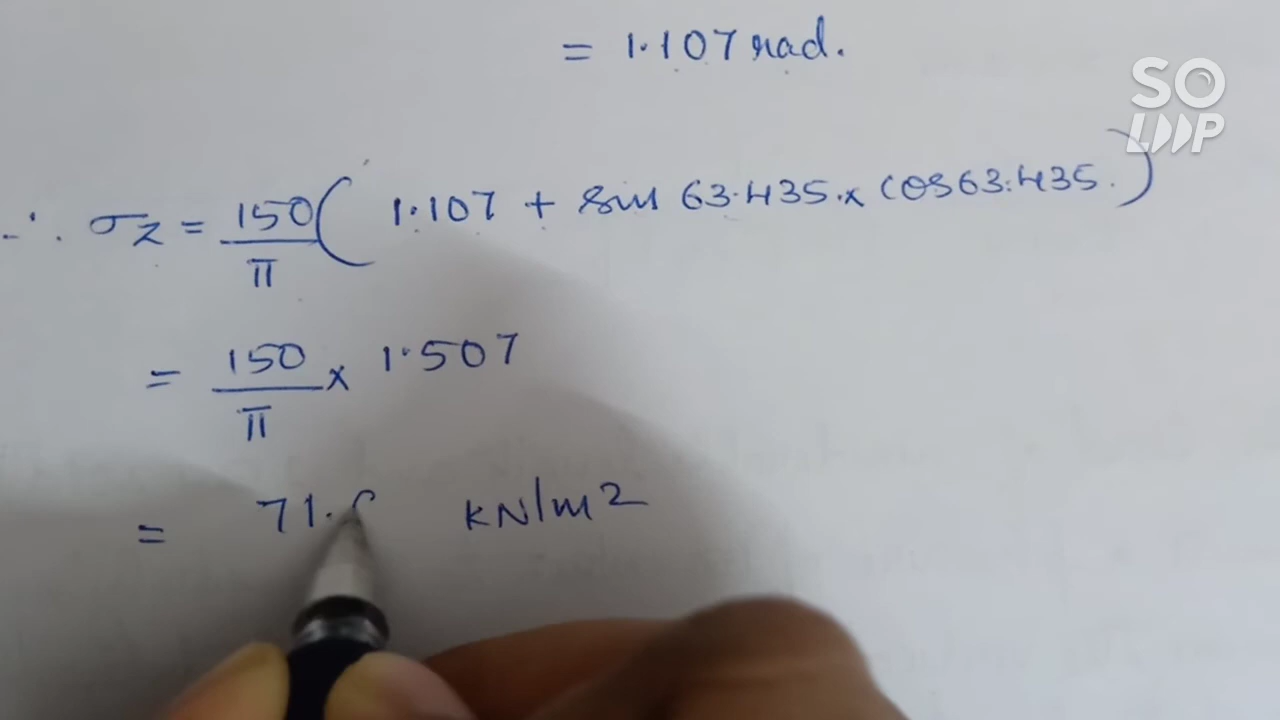 = 1.107 rad.
SO
LOOP
∴ σz = 150/π ( 1.107 + sin 63.435 x cos 63.435 )
= 150/π x 1.507
= 71. kN/m2